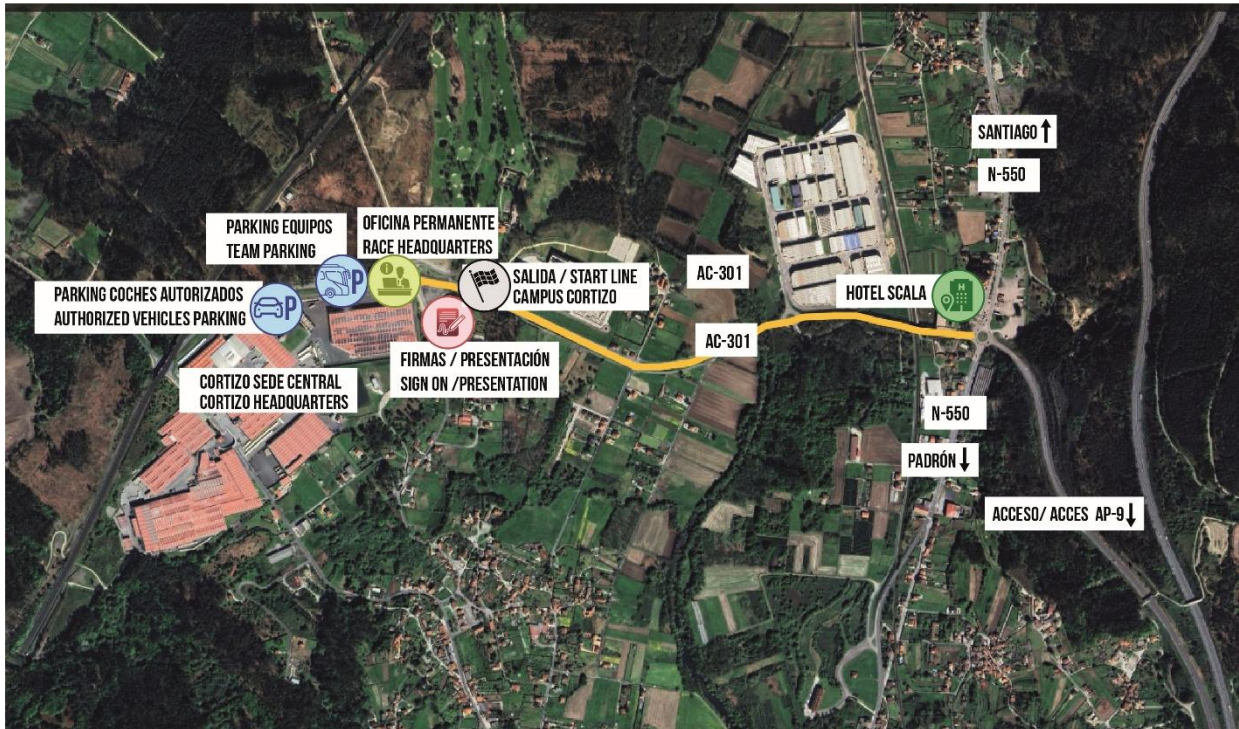 SANTIAGO ↑
N-550
PARKING EQUIPOS
TEAM PARKING
OFICINA PERMANENTE
RACE HEADQUARTERS
P
P
PARKING COCHES AUTORIZADOS
AUTHORIZED VEHICLES PARKING
SALIDA / START LINE
CAMPUS CORTIZO
AC-301
HOTEL SCALA
H
AC-301
FIRMAS / PRESENTACIÓN
SIGN ON /PRESENTATION
CORTIZO SEDE CENTRAL
CORTIZO HEADQUARTERS
N-550
PADRÓN ↓
ACCESO/ ACCES AP-9 ↓